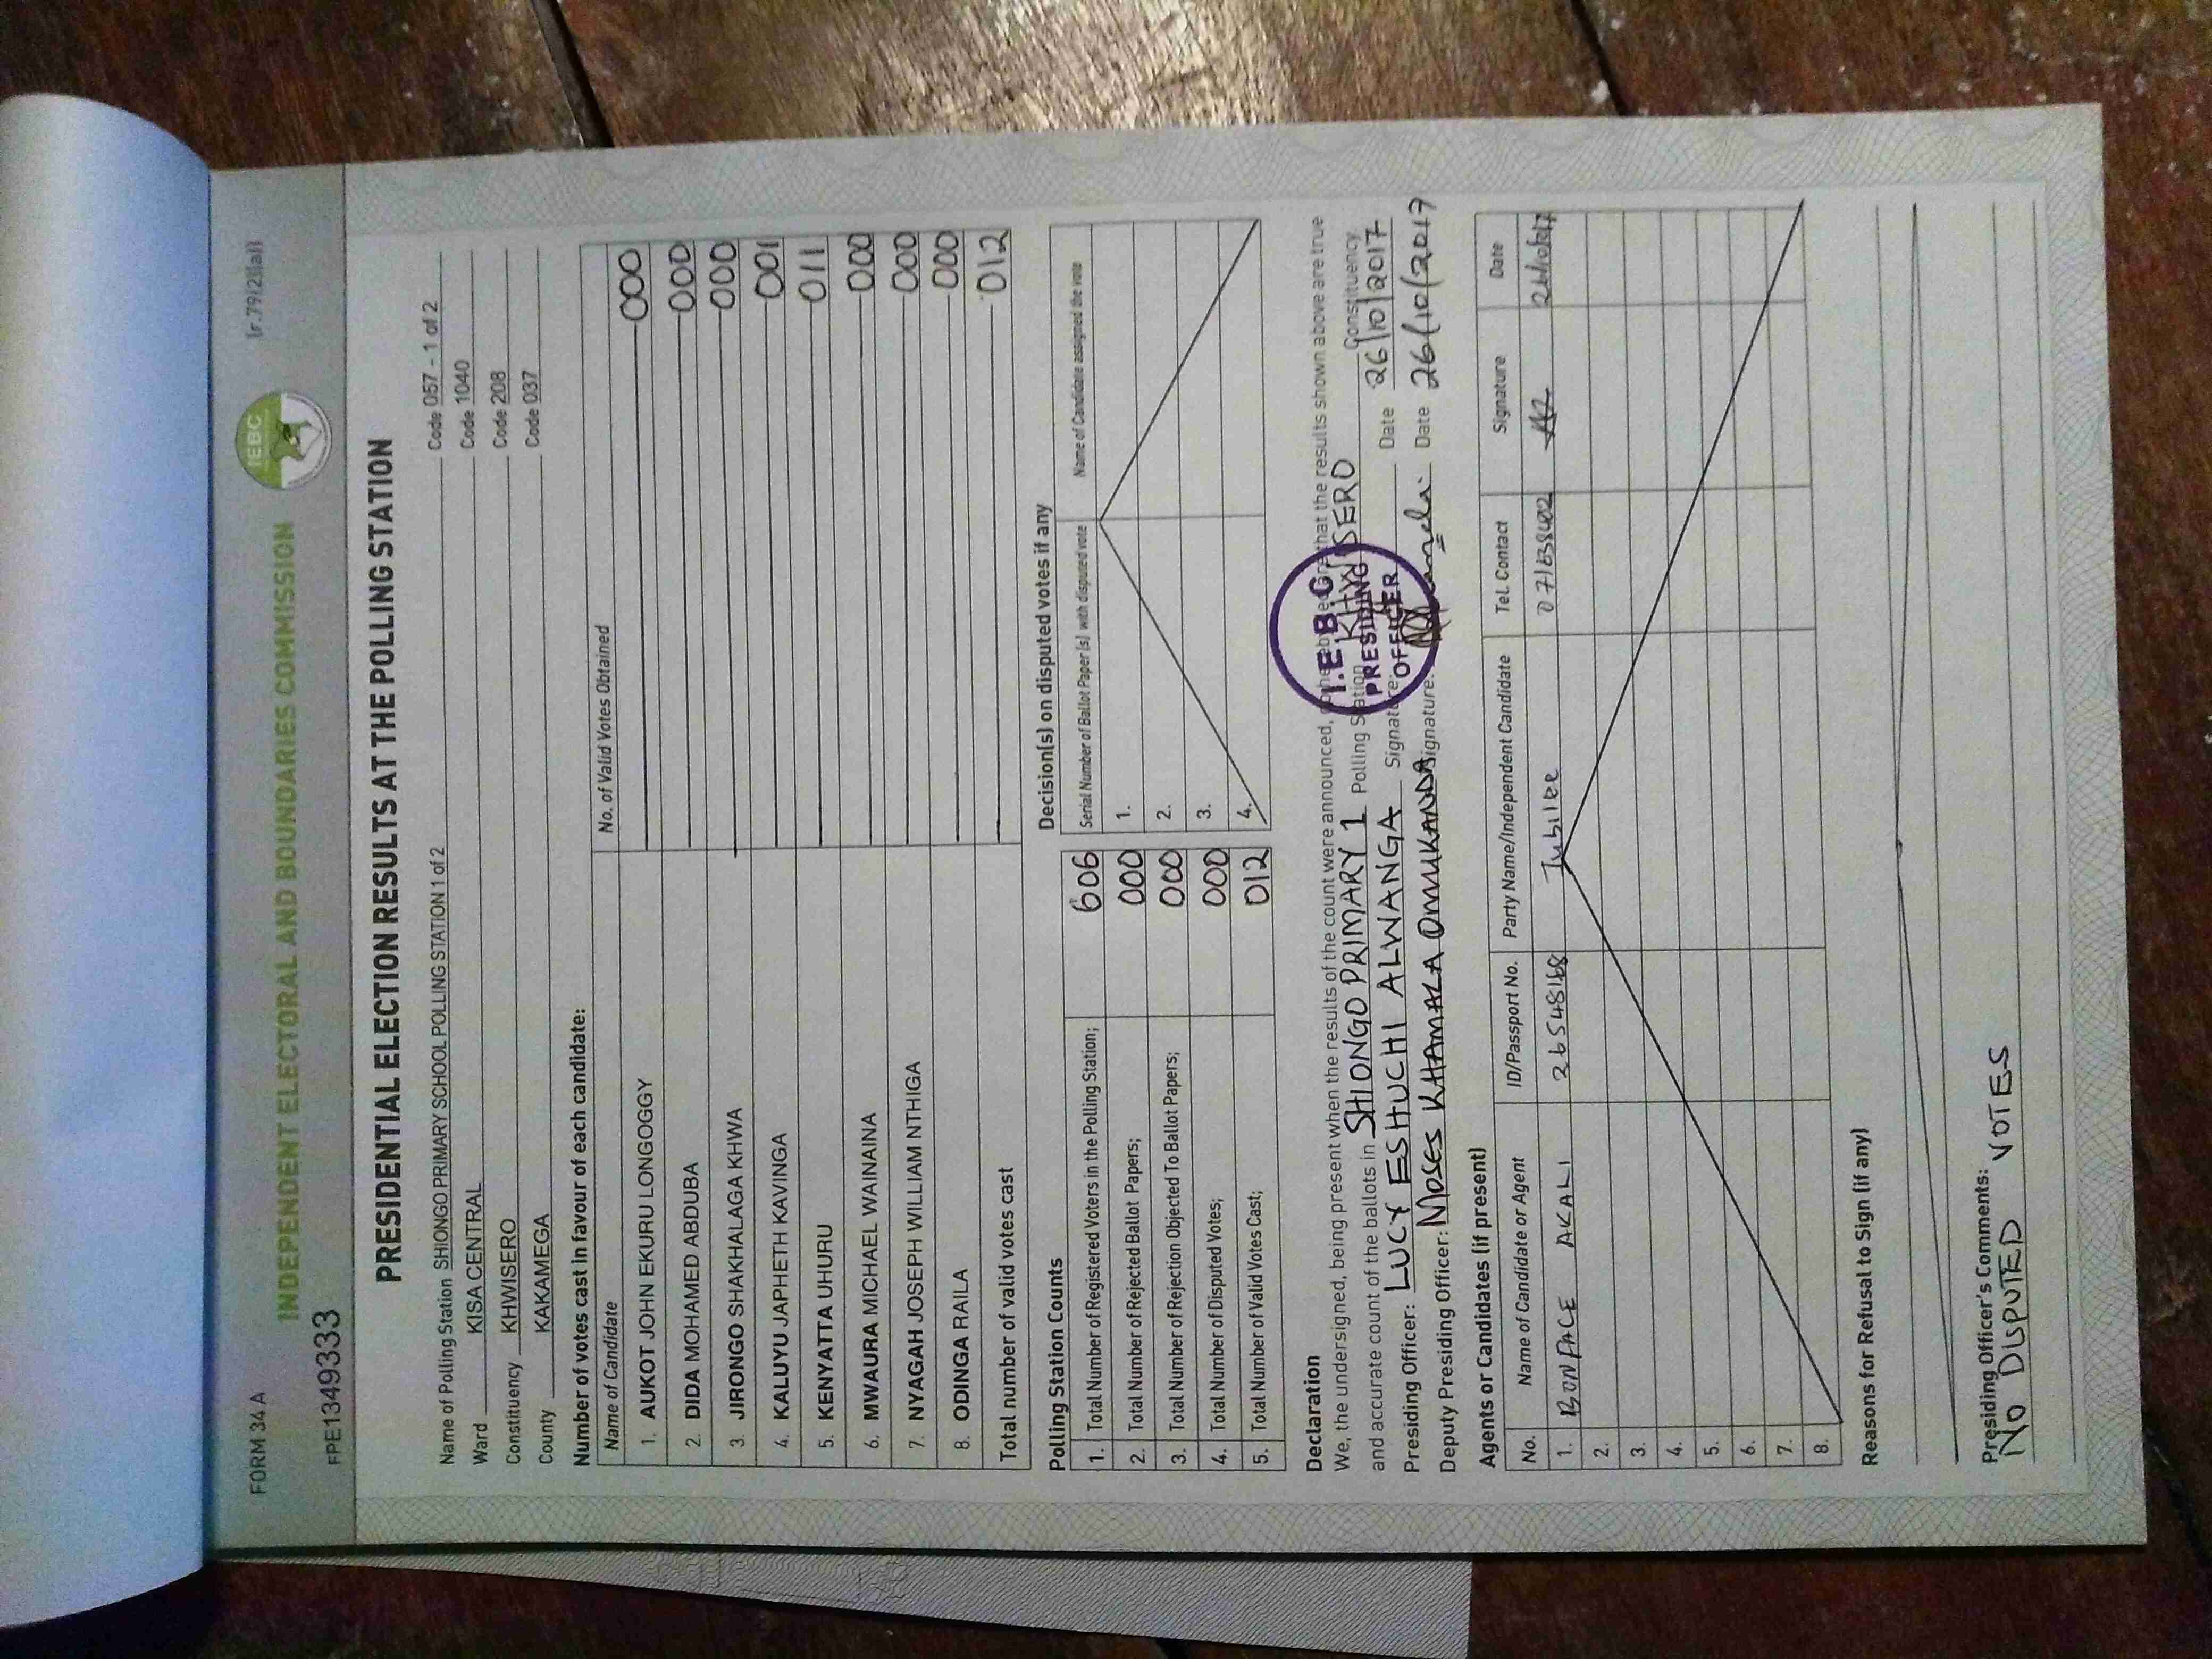 FORM 34 A
INDEPENDENT ELECTORAL AND BOUNDARIES COMMISSION
IEBC
(r.79(2)(a))
FPE1349333
PRESIDENTIAL ELECTION RESULTS AT THE POLLING STATION
Name of Polling Station SHIONGO PRIMARY SCHOOL POLLING STATION 1 of 2 Code 057 - 1 of 2
Ward KISA CENTRAL Code 1040
Constituency KHWISERO Code 208
County KAKAMEGA Code 037
Number of votes cast in favour of each candidate:
Name of Candidate No. of Valid Votes Obtained
1. AUKOT JOHN EKURU LONGOGGY 000
2. DIDA MOHAMED ABDUBA 000
3. JIRONGO SHAKHALAGA KHWA 000
4. KALUYU JAPHETH KAVINGA 001
5. KENYATTA UHURU 011
6. MWAURA MICHAEL WAINAINA 000
7. NYAGAH JOSEPH WILLIAM NTHIGA 000
8. ODINGA RAILA 000
Total number of valid votes cast 012
Polling Station Counts
1. Total Number of Registered Voters in the Polling Station; 606
2. Total Number of Rejected Ballot Papers; 000
3. Total Number of Rejection Objected To Ballot Papers; 000
4. Total Number of Disputed Votes; 000
5. Total Number of Valid Votes Cast; 012
Decision(s) on disputed votes if any
Serial Number of Ballot Paper (s) with disputed vote Name of Candidate assigned the vote
1.
2.
3.
4.
Declaration
We, the undersigned, being present when the results of the count were announced, that the results shown above are true
and accurate count of the ballots in SHIONGO PRIMARY 1 Polling Station KHWISERO Constituency
Presiding Officer: LUCY ESHUCHI ALWANGA Signature. Date 26/10/2017
Deputy Presiding Officer: MOSES KHAMALA OMUKANDA Signature. Date 26/10/2017
I.E.B.C
PRESIDING
OFFICER
Agents or Candidates (if present)
No. Name of Candidate or Agent ID/Passport No. Party Name/Independent Candidate Tel. Contact Signature Date
1. BONFACE AKALI 26548168 Jubilee
2.
3.
4.
5.
6.
7.
8.
Reasons for Refusal to Sign (if any)
Presiding Officer's Comments:
NO DISPUTED VOTES